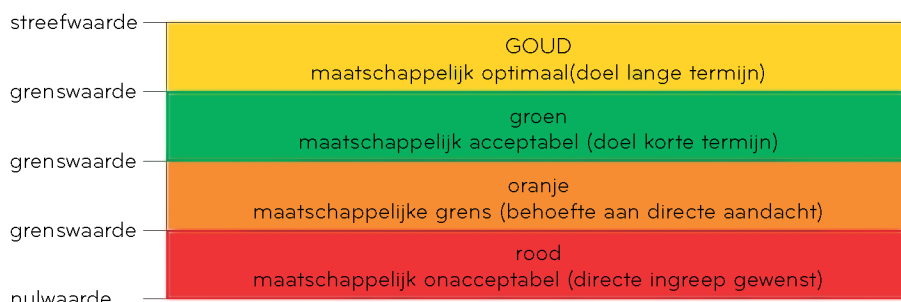 streefwaarde
GOUD
maatschappelijk optimaal(doel lange termijn)
grenswaarde
groen
maatschappelijk acceptabel (doel korte termijn)
grenswaarde
oranje
maatschappelijke grens (behoefte aan directe aandacht)
grenswaarde
rood
maatschappelijk onacceptabel (directe ingreep gewenst)
nulwaarde